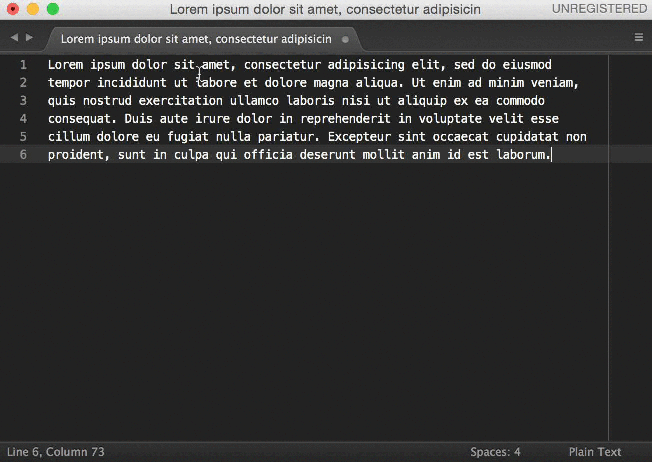 Lorem ipsum dolor sit amet, consectetur adipisicin
UNREGISTERED
Lorem ipsum dolor sit amet, consectetur adipisicin
1 Lorem ipsum dolor sit amet, consectetur adipisicing elit, sed do eiusmod
2 tempor incididunt ut labore et dolore magna aliqua. Ut enim ad minim veniam,
3 quis nostrud exercitation ullamco laboris nisi ut aliquip ex ea commodo
4 consequat. Duis aute irure dolor in reprehenderit in voluptate velit esse
5 cillum dolore eu fugiat nulla pariatur. Excepteur sint occaecat cupidatat non
6 proident, sunt in culpa qui officia deserunt mollit anim id est laborum.
Line 6, Column 73
Spaces: 4
Plain Text